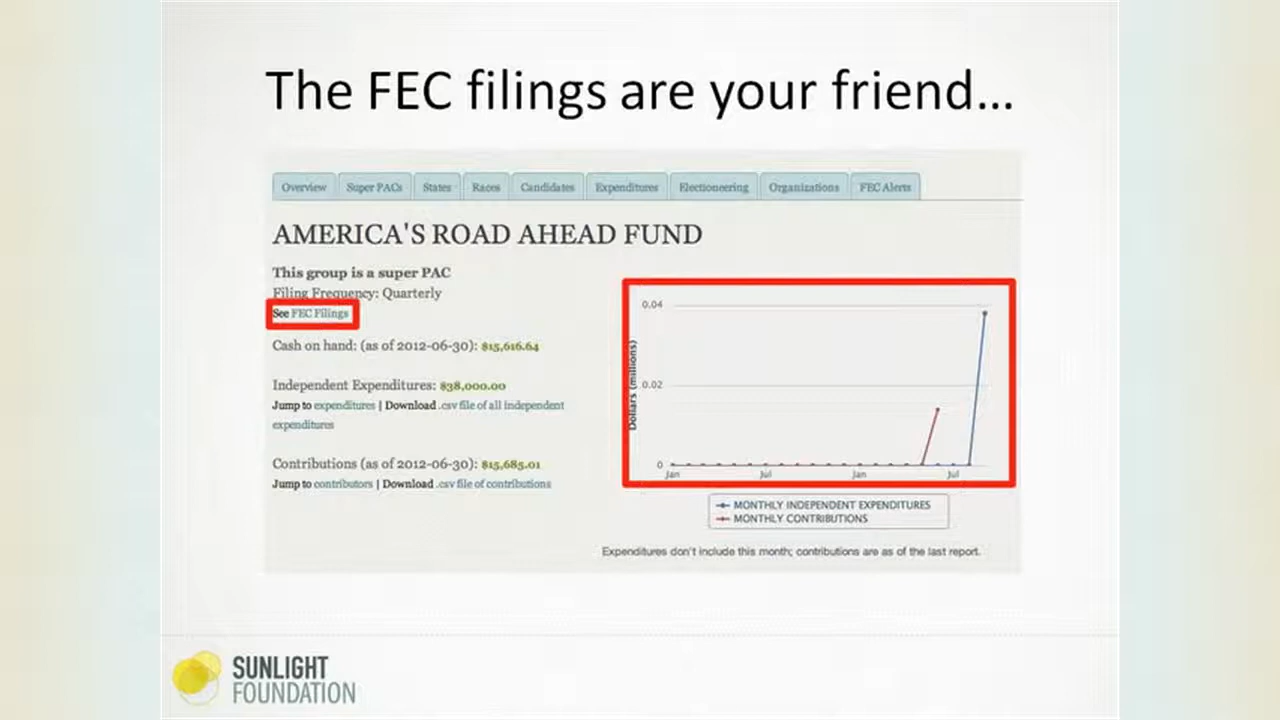 The FEC filings are your friend...
Overview Super PACs States Races Candidates Expenditures Electioneering Organizations FEC Alerts
AMERICA'S ROAD AHEAD FUND
This group is a super PAC
Filing Frequency: Quarterly
See FEC Filings
Cash on hand: (as of 2012-06-30): $15,616.64
Independent Expenditures: $38,000.00
Jump to expenditures | Download .csv file of all independent
expenditures
Contributions (as of 2012-06-30): $15,685.01
Jump to contributors | Download .csv file of contributions
Dollars (millions)
0.04
0.02
0
Jan Jul Jan Jul
MONTHLY INDEPENDENT EXPENDITURES
MONTHLY CONTRIBUTIONS
Expenditures don't include this month; contributions are as of the last report.
SUNLIGHT
FOUNDATION